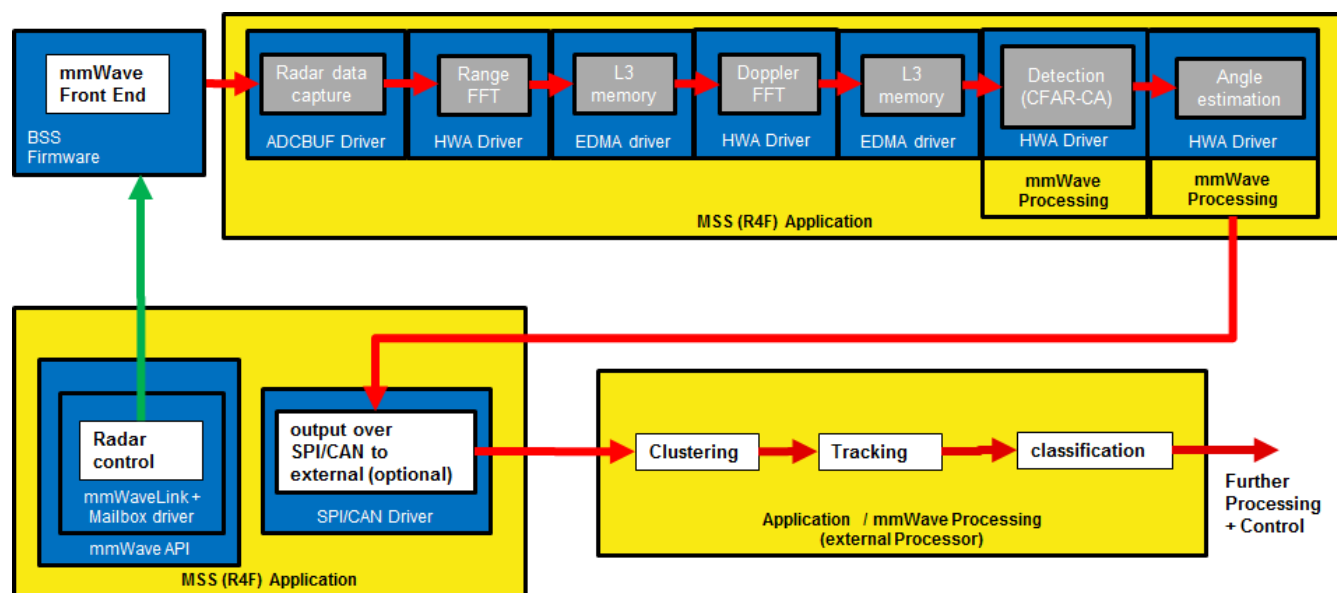 mmWave
Front End
BSS
Firmware
Radar data
capture
ADCBUF Driver
Range
FFT
HWA Driver
L3
memory
EDMA driver
Doppler
FFT
HWA Driver
L3
memory
EDMA driver
Detection
(CFAR-CA)
HWA Driver
mmWave
Processing
Angle
estimation
HWA Driver
mmWave
Processing
MSS (R4F) Application
Radar
control
mmWaveLink +
Mailbox driver
mmWave API
output over
SPI/CAN to
external (optional)
SPI/CAN Driver
MSS (R4F) Application
Clustering
Tracking
classification
Application / mmWave Processing
(external Processor)
Further
Processing
+ Control